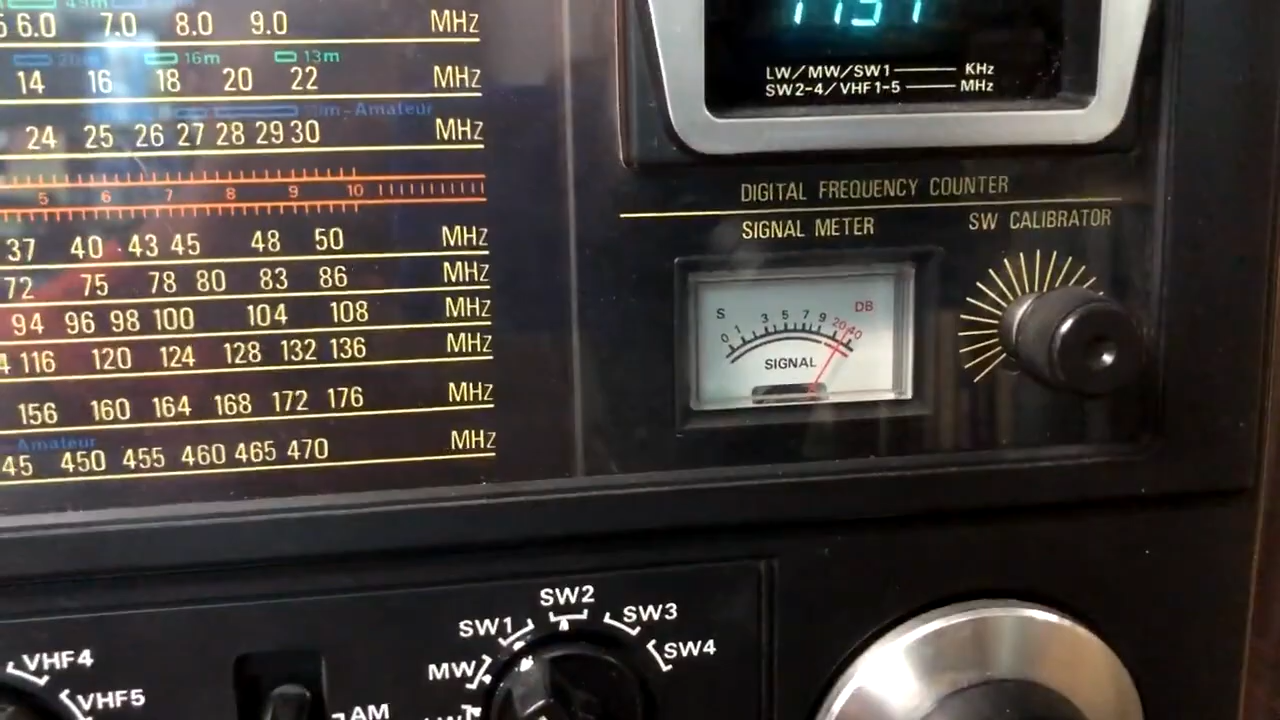 49m
6.0 7.0 8.0 9.0 MHz
16m 13m
14 16 18 20 22 MHz
m-Amateur
24 25 26 27 28 29 30 MHz
5 6 7 8 9 10
37 40 43 45 48 50 MHz
72 75 78 80 83 86 MHz
94 96 98 100 104 108 MHz
116 120 124 128 132 136 MHz
156 160 164 168 172 176 MHz
Amateur
45 450 455 460 465 470 MHz
LW/MW/SW1 KHz
SW2-4/VHF1-5 MHz
DIGITAL FREQUENCY COUNTER
SIGNAL METER SW CALIBRATOR
S DB
0 1 3 5 7 9 20 40
SIGNAL
SW2
SW1 SW3
MW SW4
VHF4
VHF5
AM